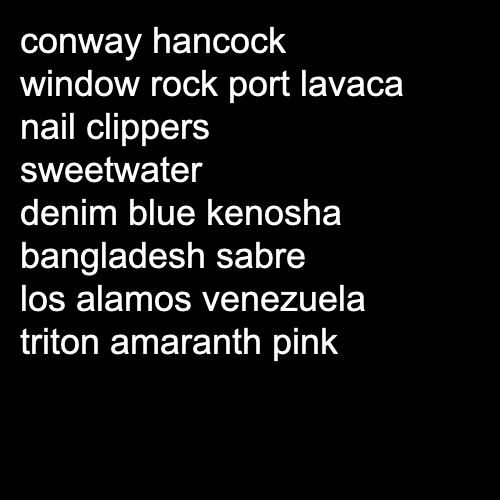 conway hancock
window rock port lavaca
nail clippers
sweetwater
denim blue kenosha
bangladesh sabre
los alamos venezuela
triton amaranth pink